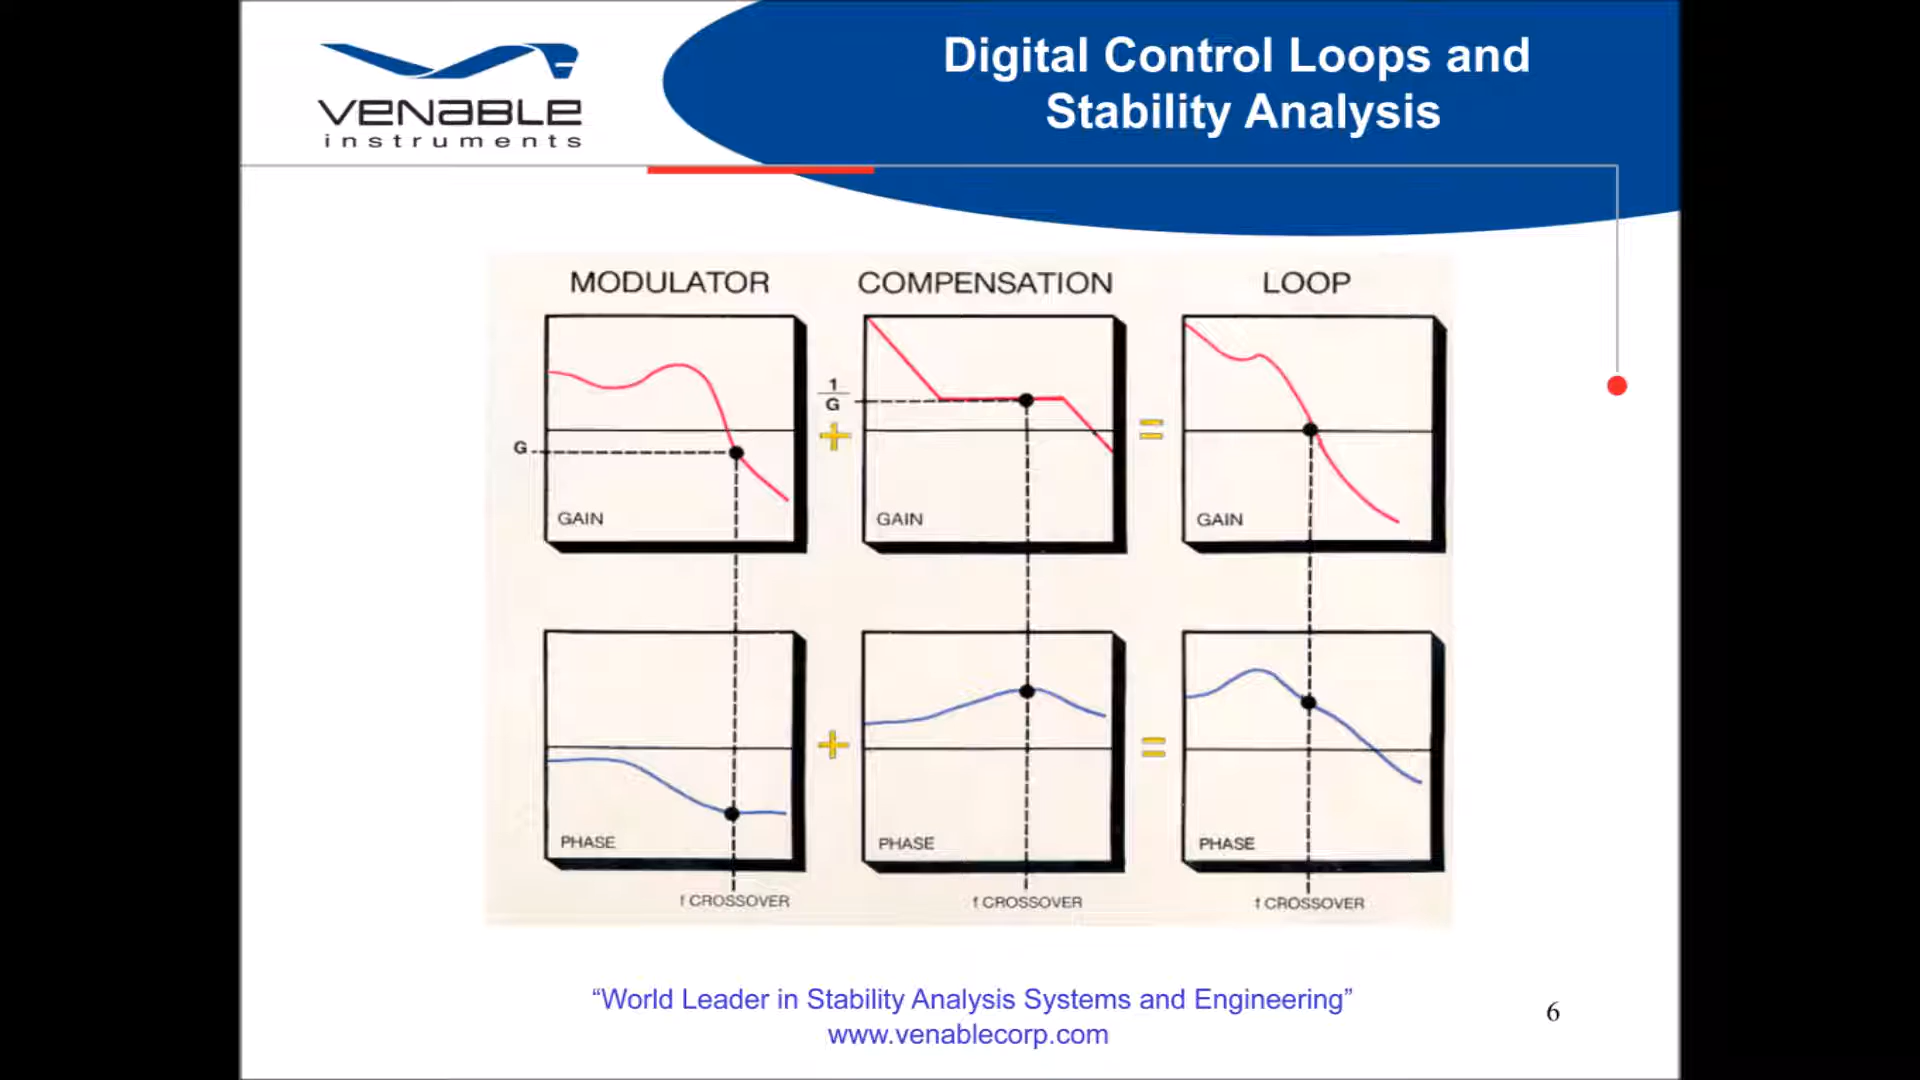 VENABLE
instruments
Digital Control Loops and
Stability Analysis
MODULATOR
COMPENSATION
LOOP
G
GAIN
1
G
+
GAIN
=
GAIN
PHASE
+
PHASE
=
PHASE
f CROSSOVER
f CROSSOVER
f CROSSOVER
“World Leader in Stability Analysis Systems and Engineering”
www.venablecorp.com
6